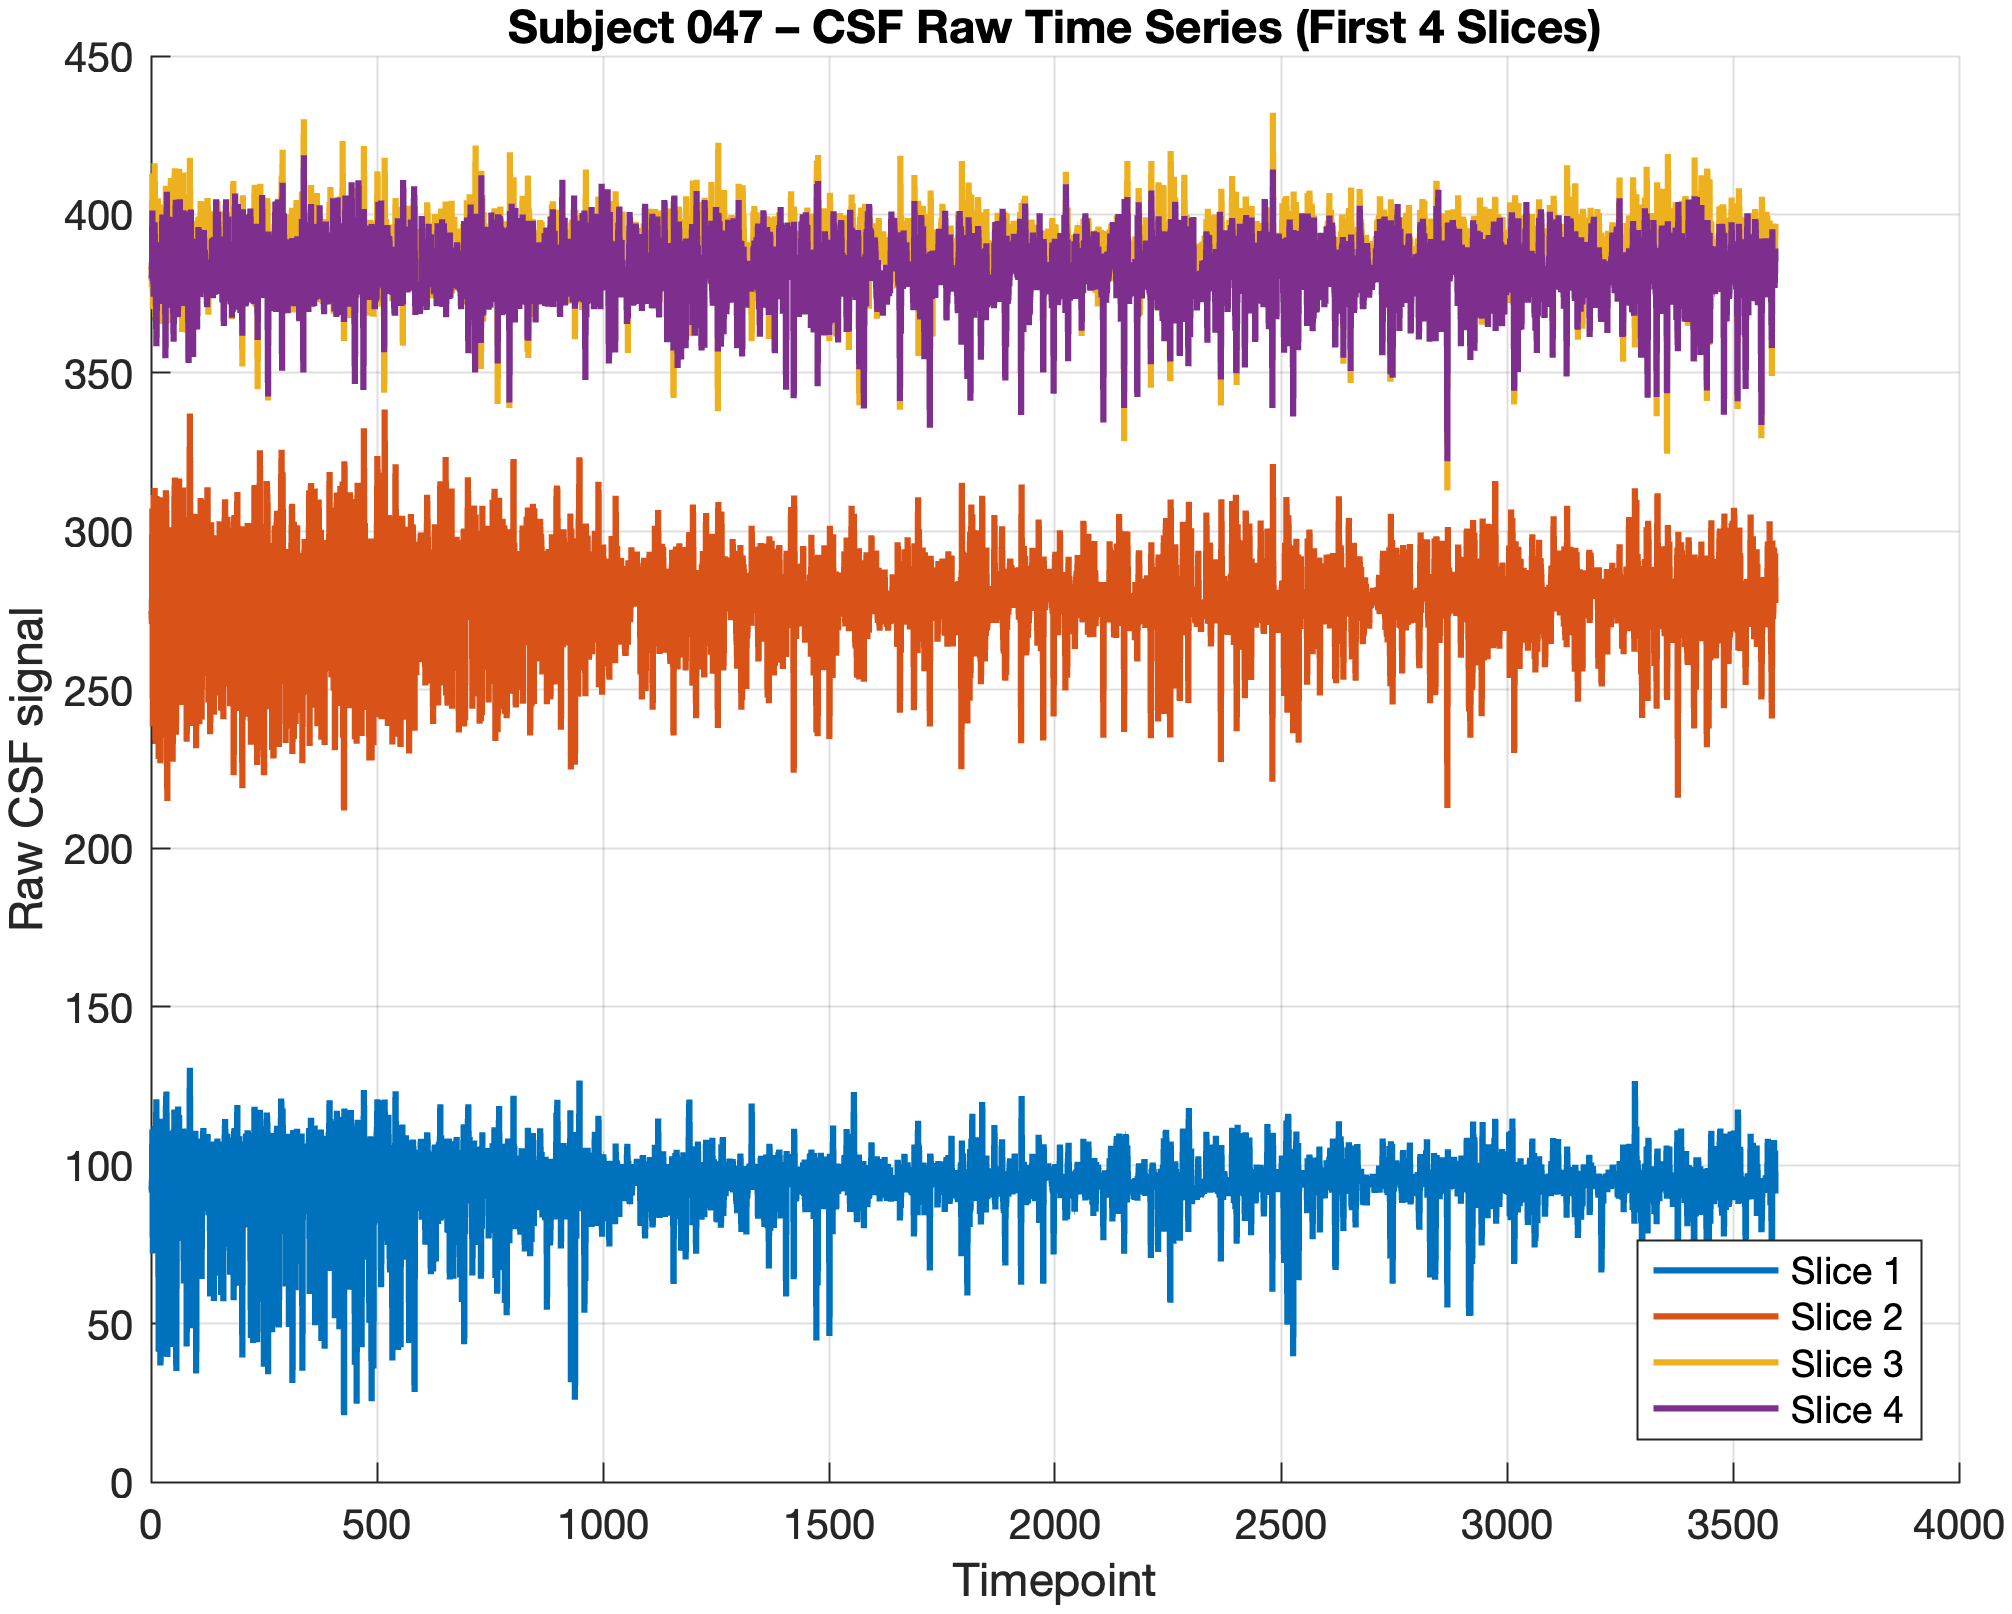 Subject 047 – CSF Raw Time Series (First 4 Slices)
450
400
350
300
250
200
150
100
50
0
Raw CSF signal
0 500 1000 1500 2000 2500 3000 3500 4000
Timepoint
Slice 1
Slice 2
Slice 3
Slice 4